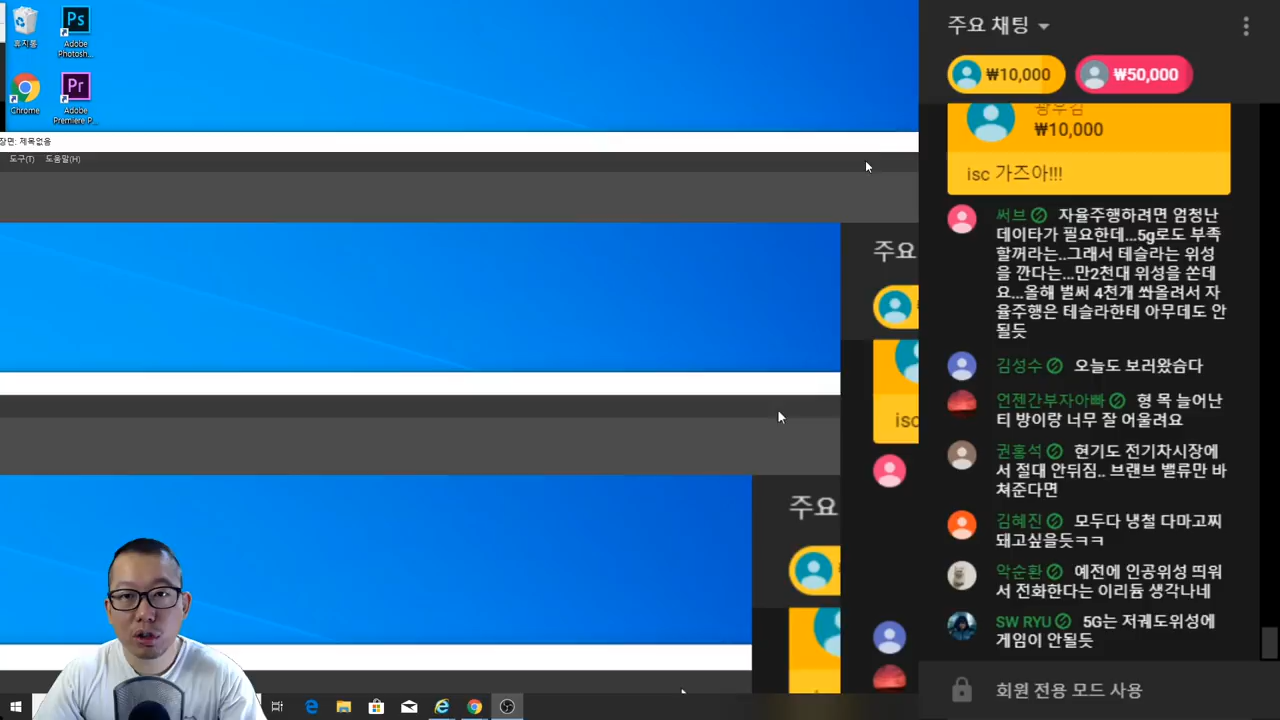 Ps
휴지통
Adobe
Photosh...
Pr
Chrome
Adobe
Premiere P...
장면: 제목없음
도구(T) 도움말(H)
주요
isc
주요
주요 채팅
₩10,000
₩50,000
광우김
₩10,000
isc 가즈아!!!
써브 자율주행하려면 엄청난
데이타가 필요한데...5g로도 부족
할꺼라는..그래서 테슬라는 위성
을 깐다는...만2천대 위성을 쏜데
요...올해 벌써 4천개 쏴올려서 자
율주행은 테슬라한테 아무데도 안
될듯
김성수 오늘도 보러왔슴다
언젠간부자아빠 형 목 늘어난
티 방이랑 너무 잘 어울려요
권홍석 현기도 전기차시장에
서 절대 안뒤짐.. 브랜브 밸류만 바
쳐준다면
김혜진 모두다 냉철 다마고찌
돼고싶을듯ㅋㅋ
악순환 예전에 인공위성 띄워
서 전화한다는 이리듐 생각나네
SW RYU 5G는 저궤도위성에
게임이 안될듯
회원 전용 모드 사용